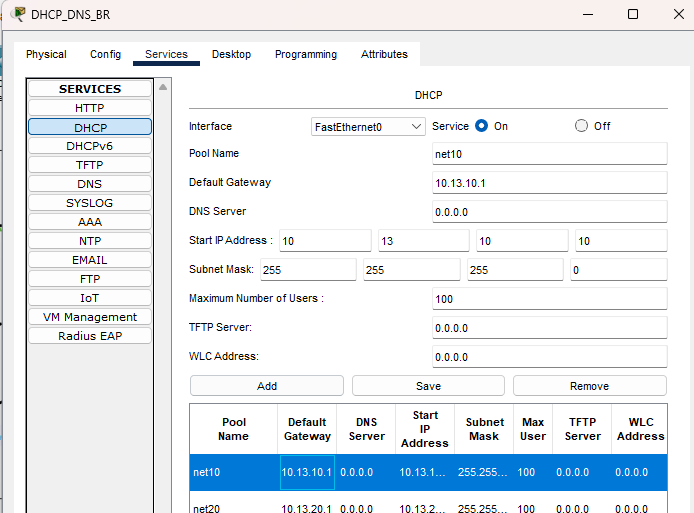 DHCP_DNS_BR
Physical Config Services Desktop Programming Attributes
SERVICES
HTTP
DHCP
DHCPv6
TFTP
DNS
SYSLOG
AAA
NTP
EMAIL
FTP
IoT
VM Management
Radius EAP
DHCP
Interface FastEthernet0 Service On Off
Pool Name net10
Default Gateway 10.13.10.1
DNS Server 0.0.0.0
Start IP Address : 10 13 10 10
Subnet Mask: 255 255 255 0
Maximum Number of Users : 100
TFTP Server: 0.0.0.0
WLC Address: 0.0.0.0
Add Save Remove
Pool Name Default Gateway DNS Server Start IP Address Subnet Mask Max User TFTP Server WLC Address
net10 10.13.10.1 0.0.0.0 10.13.1... 255.255... 100 0.0.0.0 0.0.0.0
net20 10.13.20.1 0.0.0.0 10.13.2... 255.255... 100 0.0.0.0 0.0.0.0